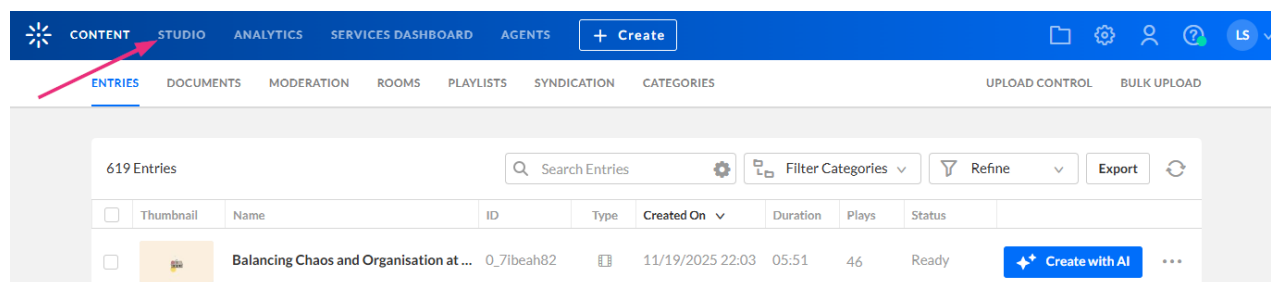 CONTENT STUDIO ANALYTICS SERVICES DASHBOARD AGENTS + Create LS
ENTRIES DOCUMENTS MODERATION ROOMS PLAYLISTS SYNDICATION CATEGORIES UPLOAD CONTROL BULK UPLOAD
619 Entries Search Entries Filter Categories Refine Export
Thumbnail Name ID Type Created On Duration Plays Status
Balancing Chaos and Organisation at ... 0_7ibeah82 11/19/2025 22:03 05:51 46 Ready Create with AI